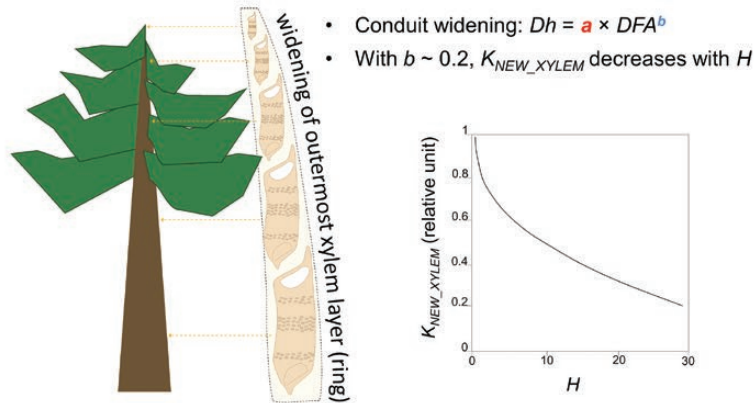 • Conduit widening: Dh = a × DFA^b
• With b ~ 0.2, K_NEW_XYLEM decreases with H
widening of outermost xylem layer (ring)
K_NEW_XYLEM (relative unit)
1
0.8
0.6
0.4
0.2
0
0 10 20 30
H